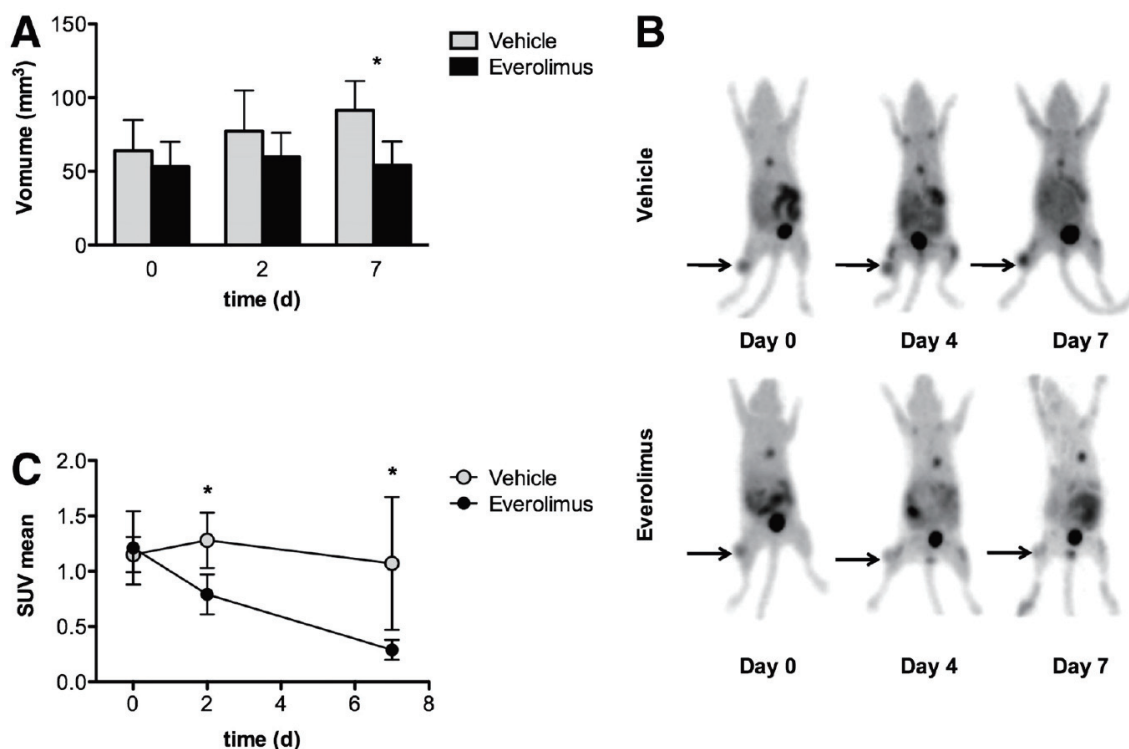 A
150
100
50
0
Vomume (mm³)
0 2 7
time (d)
Vehicle
Everolimus
*
B
Vehicle
Day 0 Day 4 Day 7
Everolimus
Day 0 Day 4 Day 7
C
2.0
1.5
1.0
0.5
0.0
SUV mean
0 2 4 6 8
time (d)
* *
Vehicle
Everolimus